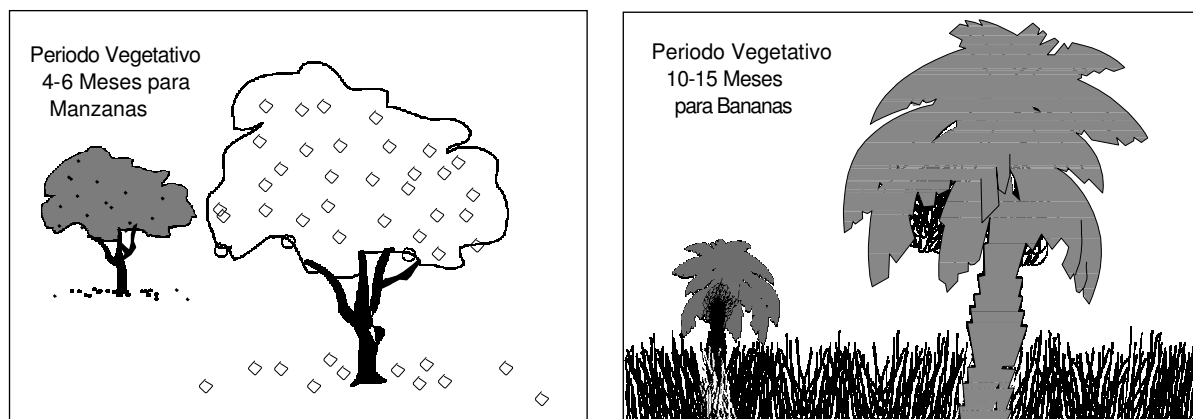 Periodo Vegetativo
4-6 Meses para
Manzanas
Periodo Vegetativo
10-15 Meses
para Bananas